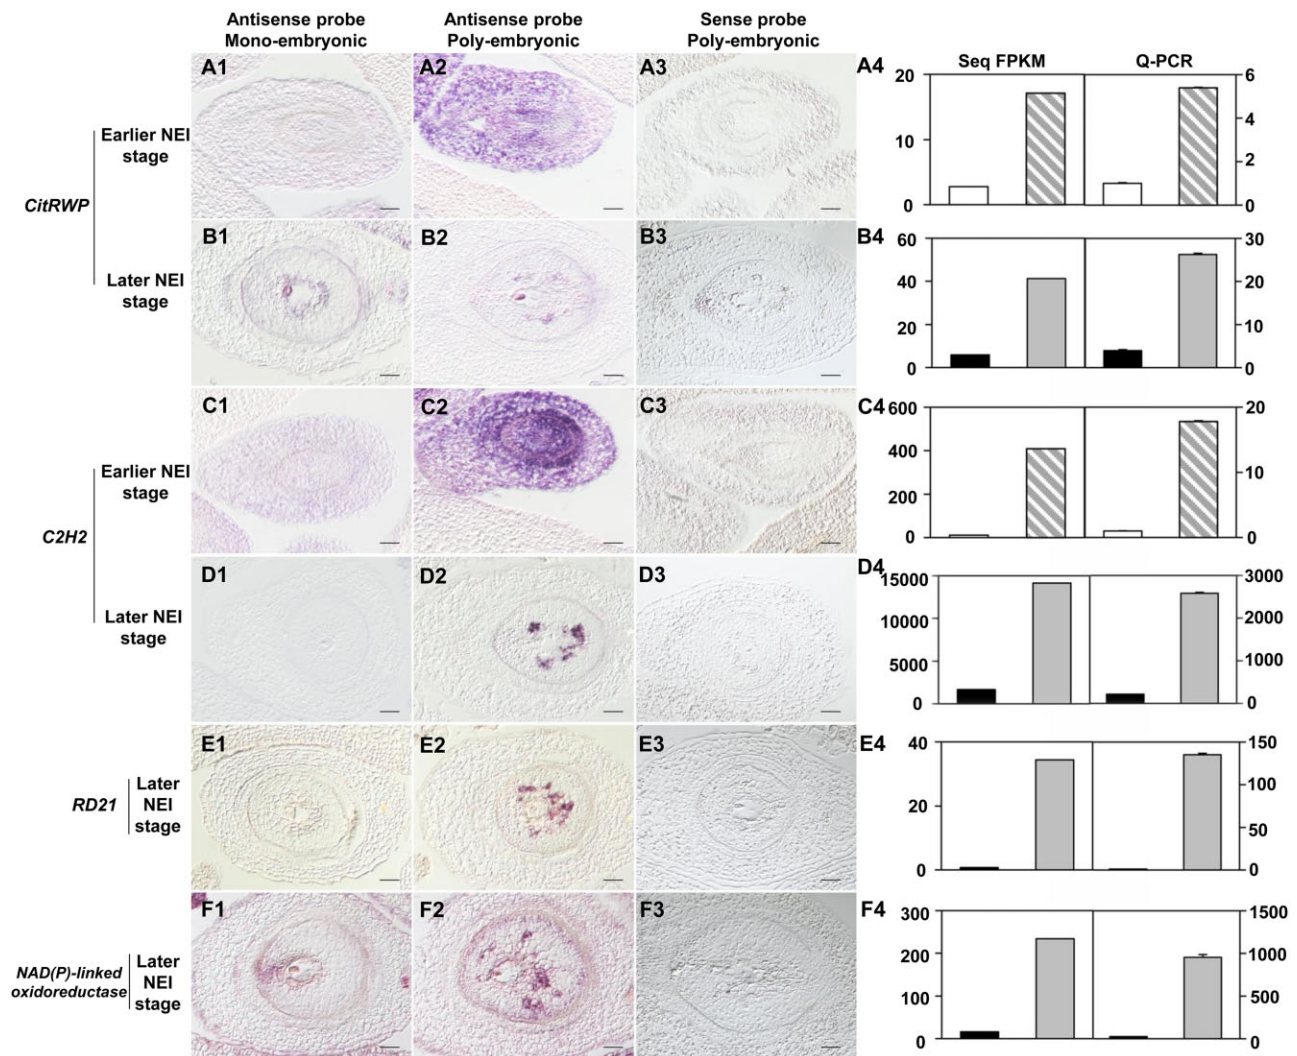 Antisense probe
Mono-embryonic
Antisense probe
Poly-embryonic
Sense probe
Poly-embryonic
CitRWP
Earlier NEI
stage
A1
A2
A3
A4
Seq FPKM
Q-PCR
20
10
0
6
4
2
0
Later NEI
stage
B1
B2
B3
B4
60
40
20
0
30
20
10
0
C2H2
Earlier NEI
stage
C1
C2
C3
C4
600
400
200
0
20
10
0
Later NEI
stage
D1
D2
D3
D4
15000
10000
5000
0
3000
2000
1000
0
RD21
Later
NEI
stage
E1
E2
E3
E4
40
20
0
150
100
50
0
NAD(P)-linked
oxidoreductase
Later
NEI
stage
F1
F2
F3
F4
300
200
100
0
1500
1000
500
0